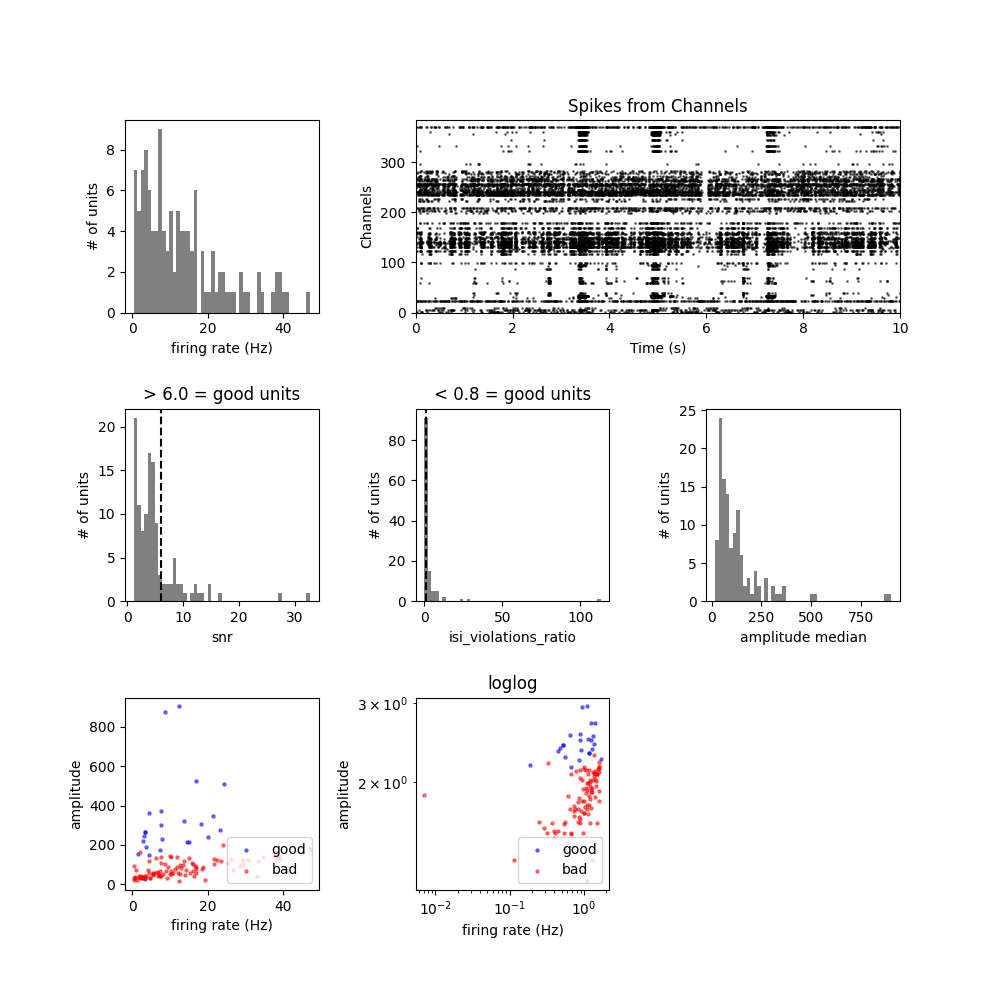 Spikes from Channels
# of units
0
2
4
6
8
0
20
40
firing rate (Hz)
Channels
0
100
200
300
0
2
4
6
8
10
Time (s)
> 6.0 = good units
# of units
0
5
10
15
20
0
10
20
30
snr
< 0.8 = good units
# of units
0
20
40
60
80
0
50
100
isi_violations_ratio
# of units
0
5
10
15
20
25
0
250
500
750
amplitude median
amplitude
0
200
400
600
800
0
20
40
firing rate (Hz)
good
bad
loglog
amplitude
3 × 10⁰
2 × 10⁰
10⁻²
10⁻¹
10⁰
firing rate (Hz)
good
bad